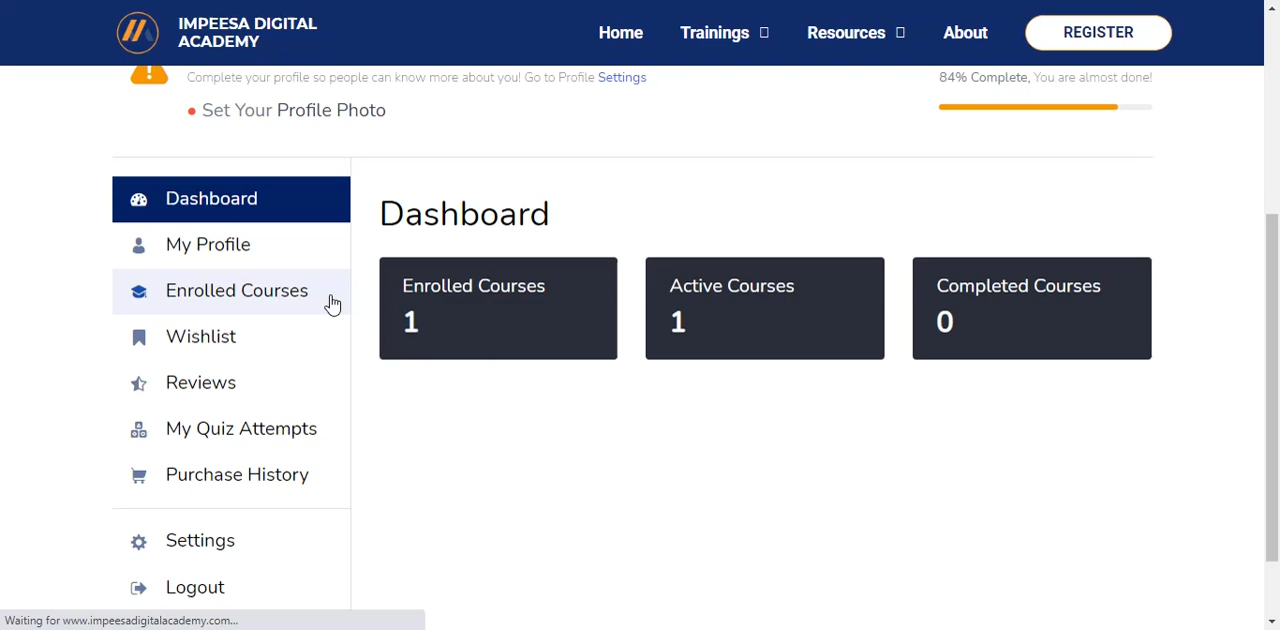 IMPEESA DIGITAL
ACADEMY
Home
Trainings
Resources
About
REGISTER
Complete your profile so people can know more about you! Go to Profile Settings
84% Complete, You are almost done!
Set Your Profile Photo
Dashboard
My Profile
Enrolled Courses
Wishlist
Reviews
My Quiz Attempts
Purchase History
Settings
Logout
Dashboard
Enrolled Courses
1
Active Courses
1
Completed Courses
0
Waiting for www.impeesadigitalacademy.com...